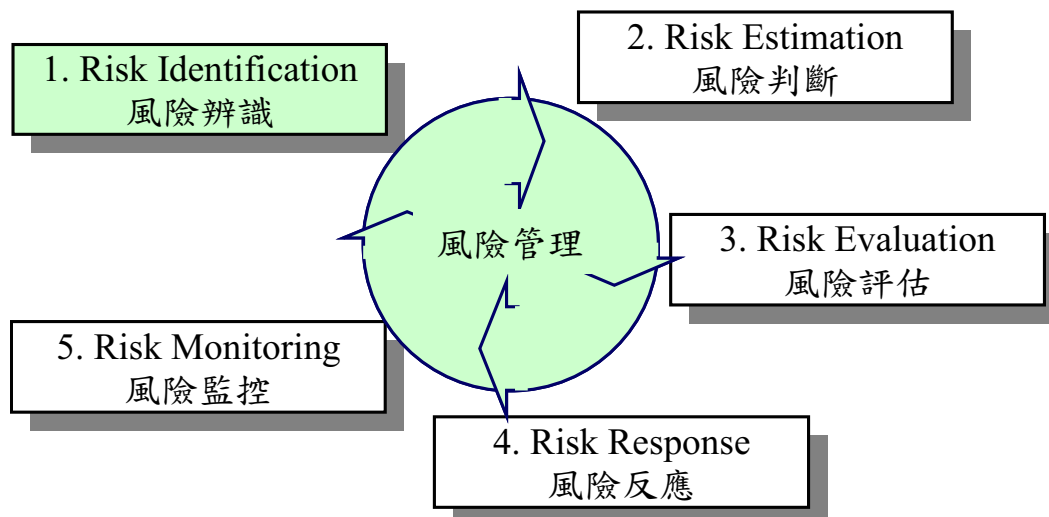 1. Risk Identification
風險辨識
2. Risk Estimation
風險判斷
3. Risk Evaluation
風險評估
4. Risk Response
風險反應
5. Risk Monitoring
風險監控
風險管理